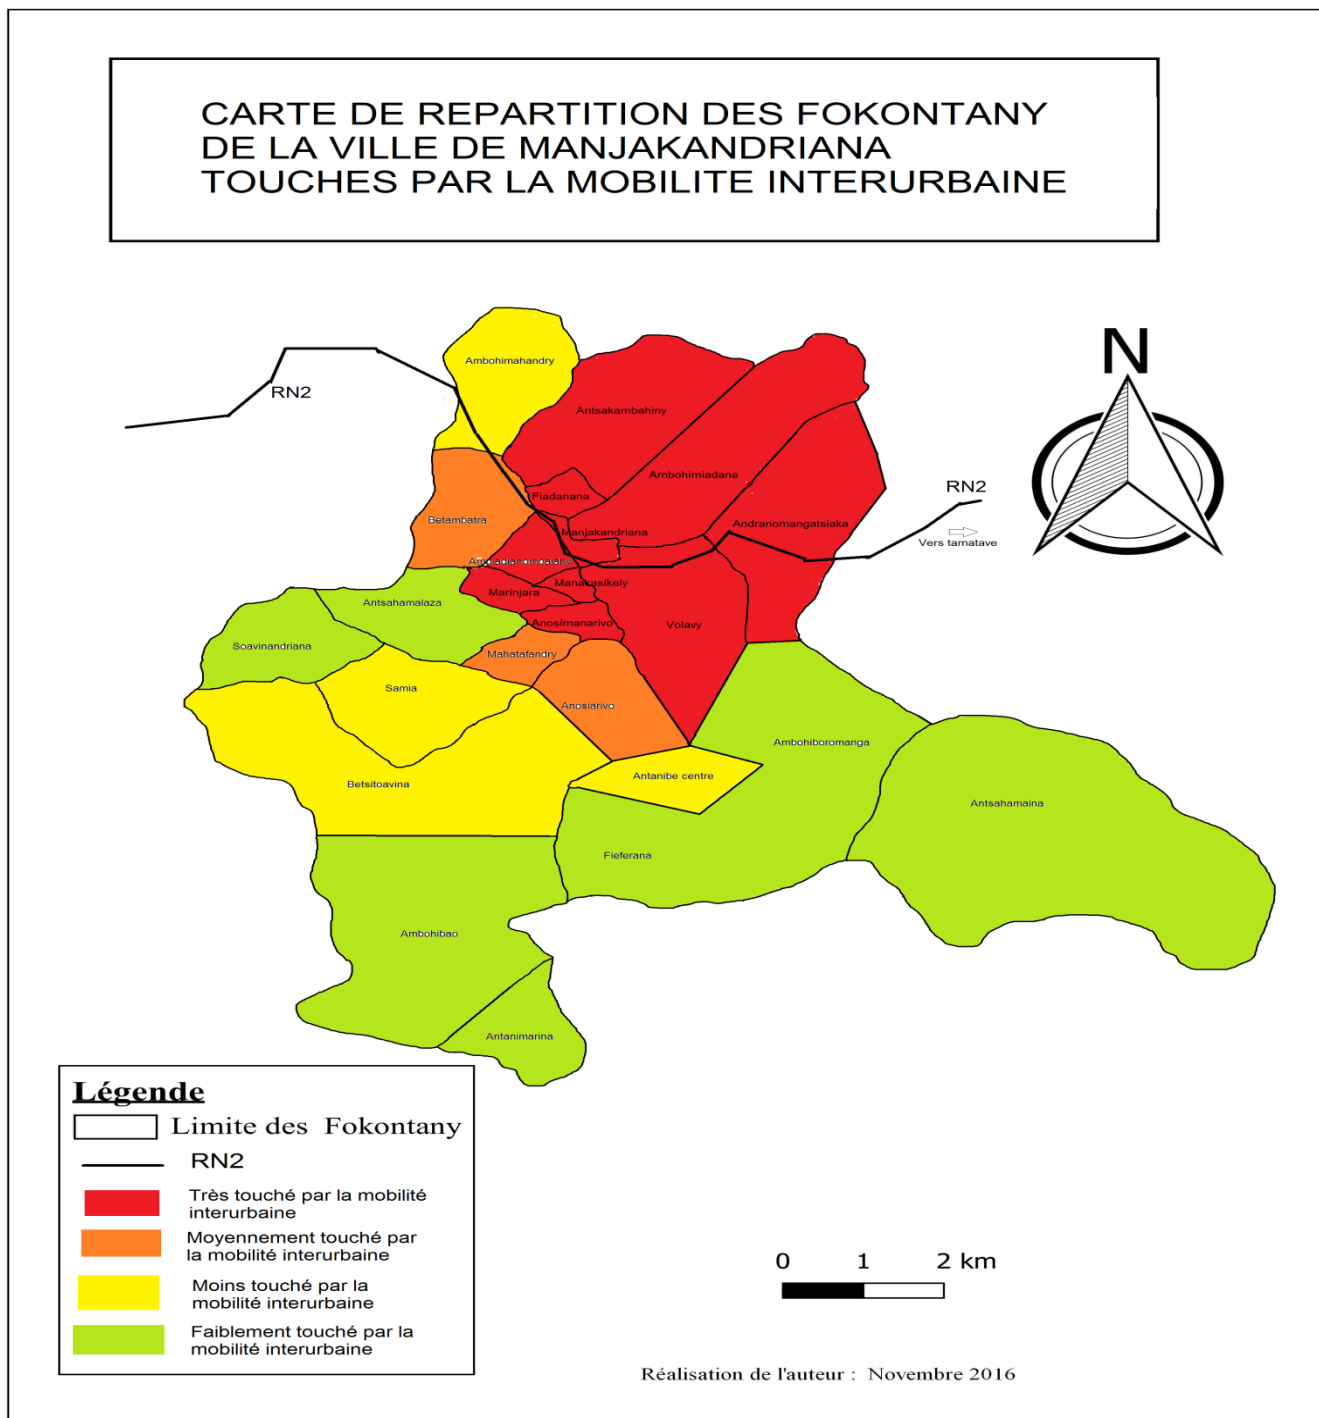 CARTE DE REPARTITION DES FOKONTANY
DE LA VILLE DE MANJAKANDRIANA
TOUCHES PAR LA MOBILITE INTERURBAINE
N
Ambohimahandry
RN2
Antsakambahiny
Ambohimiadana
RN2
Fiadanana
Betambatra
Andranomangatsiaka
Manjakandriana
Vers tamatave
Manakasikely
Marinjara
Antsahamalaza
Anosimanarivo
Volavy
Soavinandriana
Mahatafandry
Samia
Anosiarivo
Ambohiboromanga
Antanibe centre
Betsitoavina
Antsahamaina
Fieferana
Ambohibao
Antanimarina
Légende
Limite des Fokontany
RN2
Très touché par la mobilité
interurbaine
Moyennement touché par
la mobilité interurbaine
Moins touché par la
mobilité interurbaine
Faiblement touché par la
mobilité interurbaine
0 1 2 km
Réalisation de l'auteur : Novembre 2016